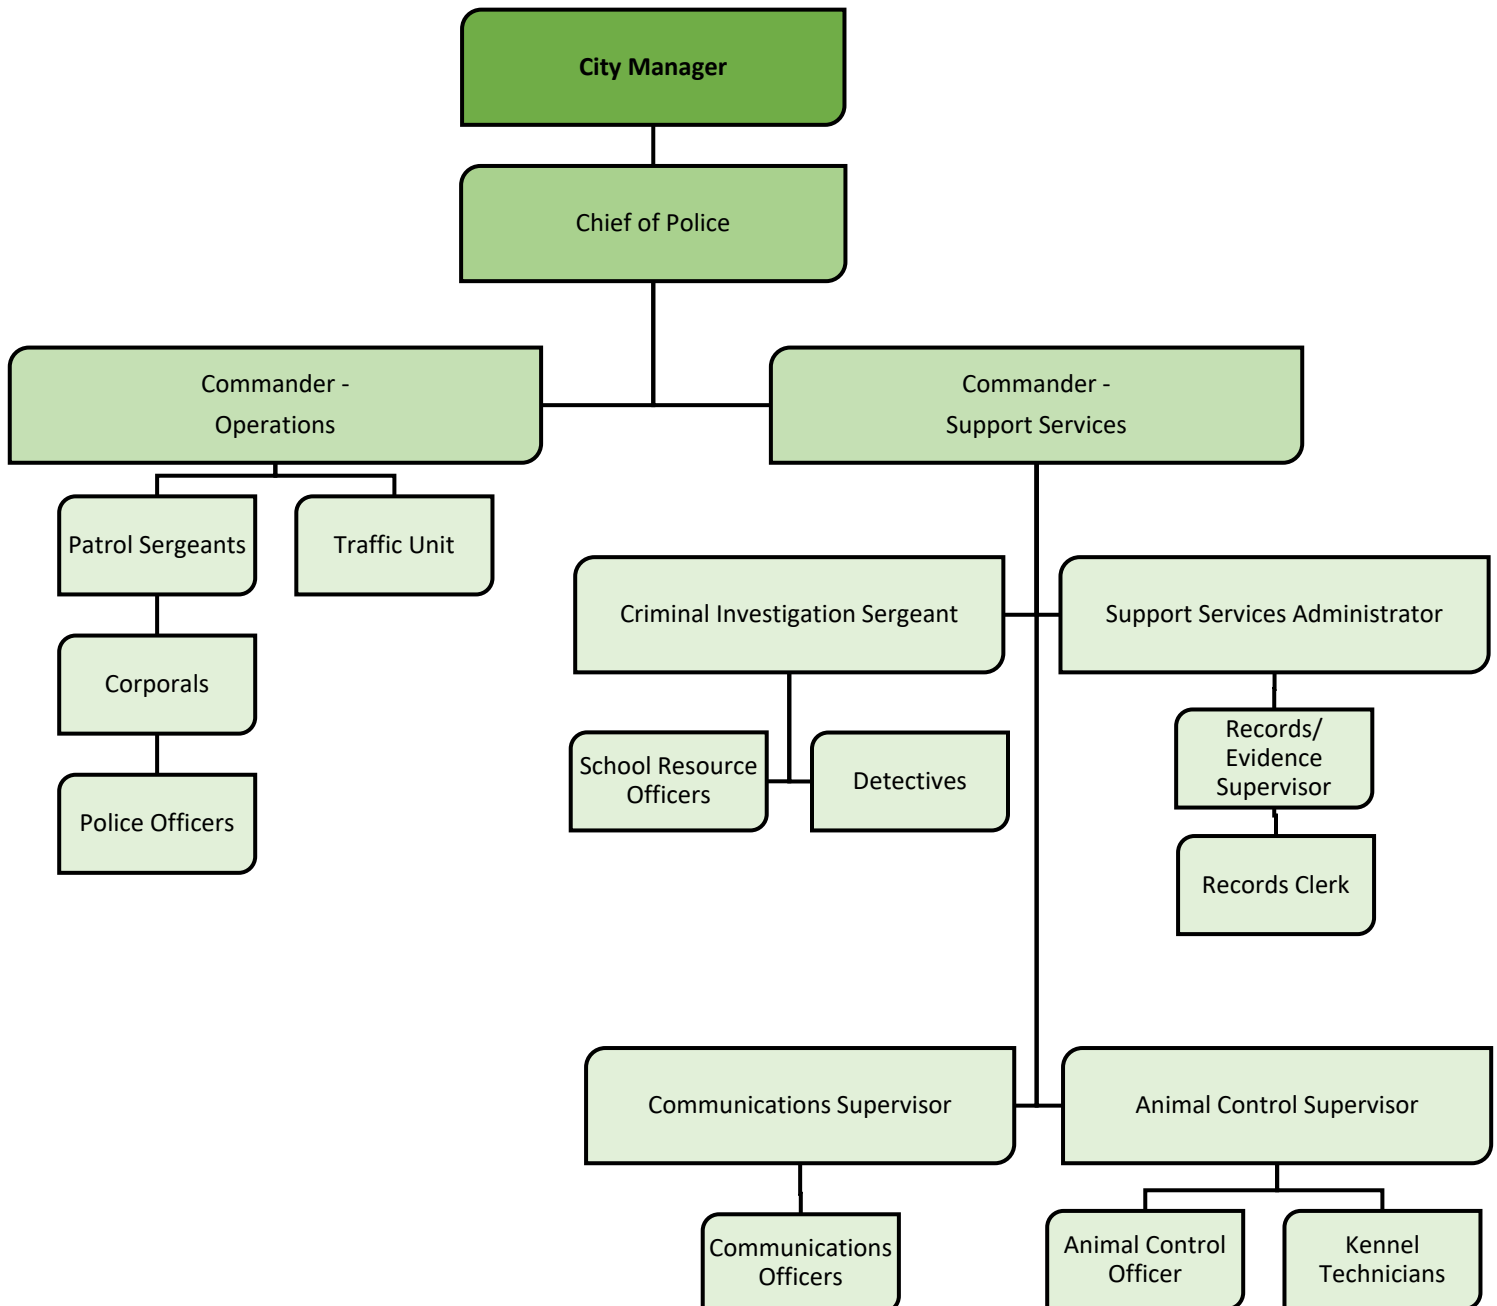 City Manager
Chief of Police
Commander -
Operations
Commander -
Support Services
Patrol Sergeants
Traffic Unit
Corporals
Police Officers
Criminal Investigation Sergeant
Support Services Administrator
School Resource
Officers
Detectives
Records/
Evidence
Supervisor
Records Clerk
Communications Supervisor
Animal Control Supervisor
Communications
Officers
Animal Control
Officer
Kennel
Technicians